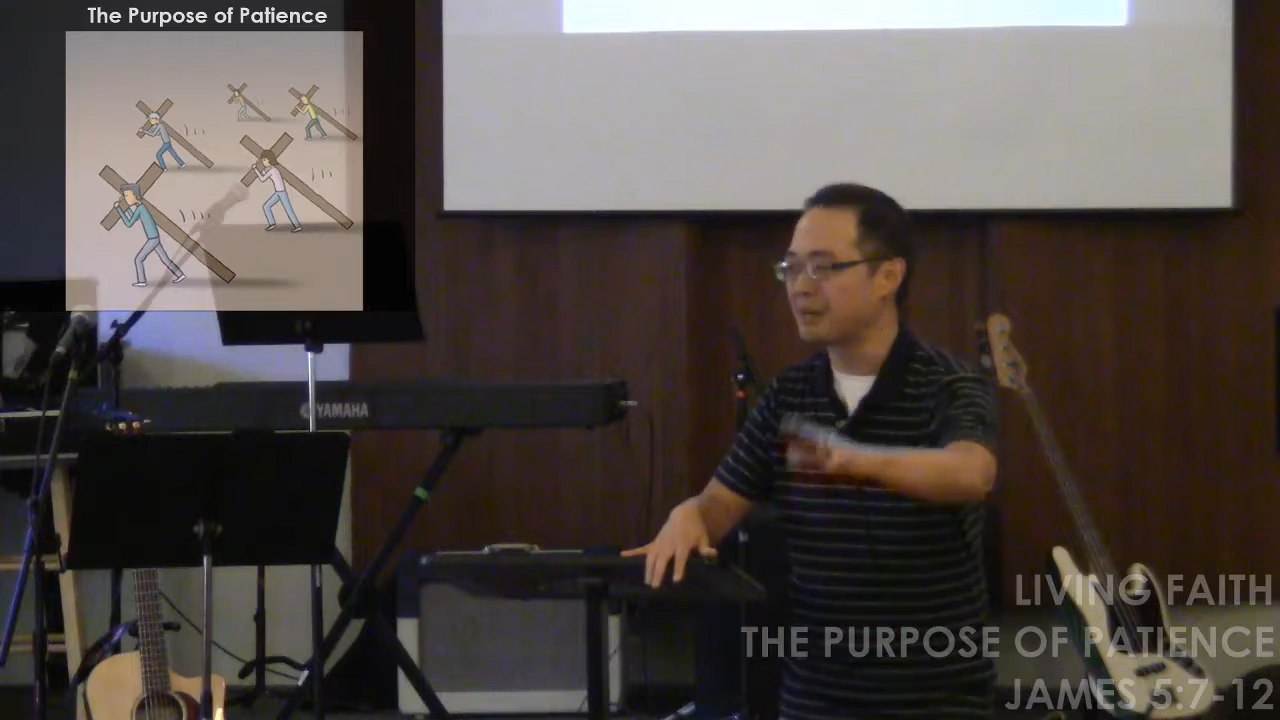 The Purpose of Patience
YAMAHA
LIVING FAITH
THE PURPOSE OF PATIENCE
JAMES 5:7-12